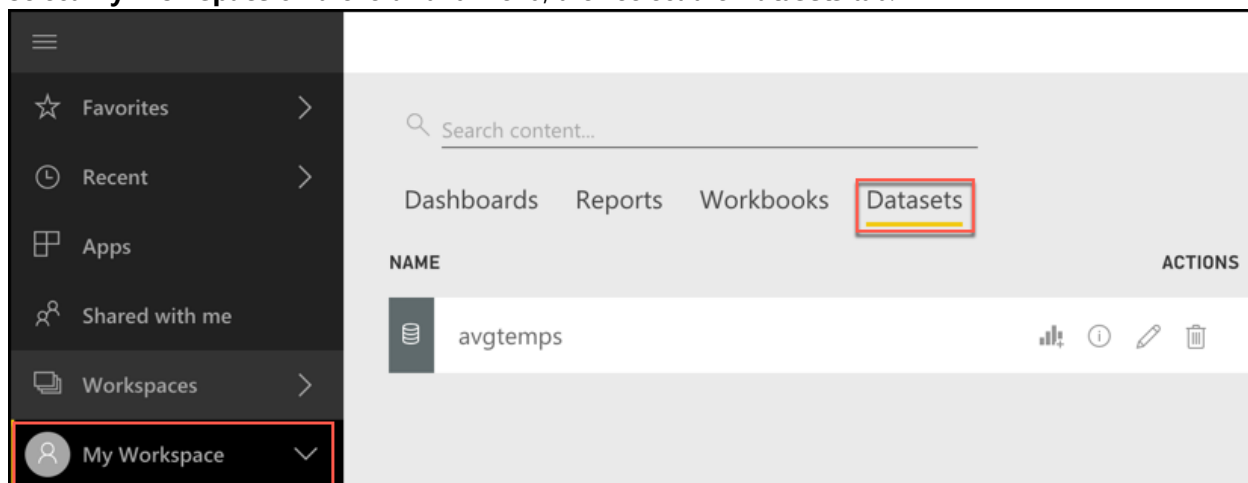 Favorites
Recent
Apps
Shared with me
Workspaces
My Workspace
Search content...
Dashboards Reports Workbooks Datasets
NAME ACTIONS
avgtemps